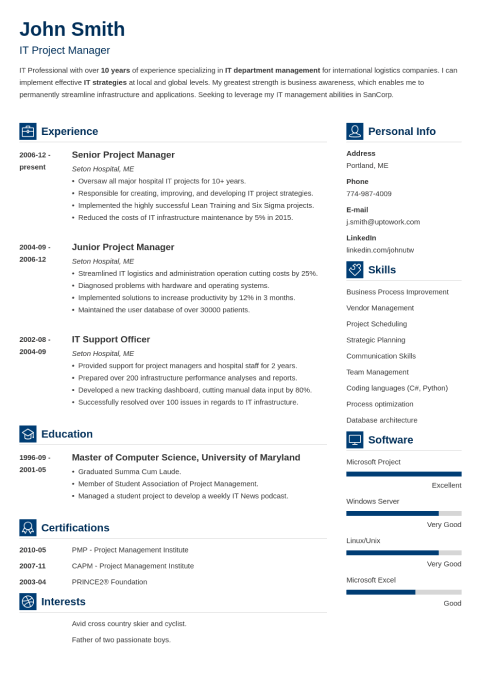 John Smith
IT Project Manager
IT Professional with over 10 years of experience specializing in IT department management for international logistics companies. I can
implement effective IT strategies at local and global levels. My greatest strength is business awareness, which enables me to
permanently streamline infrastructure and applications. Seeking to leverage my IT management abilities in SanCorp.
Experience
2006-12 -
present
Senior Project Manager
Seton Hospital, ME
• Oversaw all major hospital IT projects for 10+ years.
• Responsible for creating, improving, and developing IT project strategies.
• Implemented the highly successful Lean Training and Six Sigma projects.
• Reduced the costs of IT infrastructure maintenance by 5% in 2015.
2004-09 -
2006-12
Junior Project Manager
Seton Hospital, ME
• Streamlined IT logistics and administration operation cutting costs by 25%.
• Diagnosed problems with hardware and operating systems.
• Implemented solutions to increase productivity by 12% in 3 months.
• Maintained the user database of over 30000 patients.
2002-08 -
2004-09
IT Support Officer
Seton Hospital, ME
• Provided support for project managers and hospital staff for 2 years.
• Prepared over 200 infrastructure performance analyses and reports.
• Developed a new tracking dashboard, cutting manual data input by 80%.
• Successfully resolved over 100 issues in regards to IT infrastructure.
Education
1996-09 -
2001-05
Master of Computer Science, University of Maryland
• Graduated Summa Cum Laude.
• Member of Student Association of Project Management.
• Managed a student project to develop a weekly IT News podcast.
Certifications
2010-05 PMP - Project Management Institute
2007-11 CAPM - Project Management Institute
2003-04 PRINCE2® Foundation
Interests
Avid cross country skier and cyclist.
Father of two passionate boys.
Personal Info
Address
Portland, ME
Phone
774-987-4009
E-mail
j.smith@uptowork.com
LinkedIn
linkedin.com/johnutw
Skills
Business Process Improvement
Vendor Management
Project Scheduling
Strategic Planning
Communication Skills
Team Management
Coding languages (C#, Python)
Process optimization
Database architecture
Software
Microsoft Project
Excellent
Windows Server
Very Good
Linux/Unix
Very Good
Microsoft Excel
Good